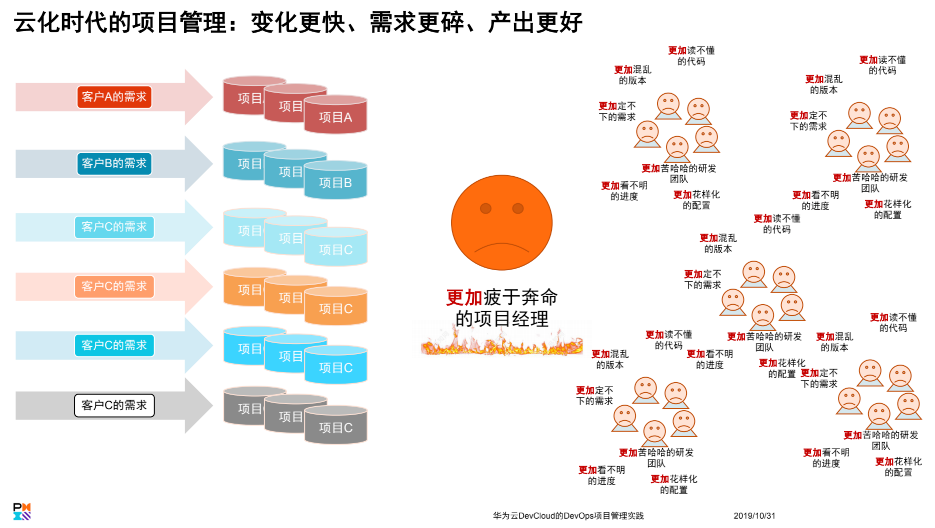 云化时代的项目管理：变化更快、需求更碎、产出更好
客户A的需求
项目
项目
项目A
客户B的需求
项目
项目
项目B
客户C的需求
项目
项目
项目C
客户C的需求
项目
项目
项目C
客户C的需求
项目
项目
项目C
客户C的需求
项目
项目
项目C
更加疲于奔命
的项目经理
更加读不懂
的代码
更加混乱
的版本
更加定不
下的需求
更加苦哈哈的研发
团队
更加看不明
的进度
更加花样化
的配置
更加读不懂
的代码
更加混乱
的版本
更加定不
下的需求
更加苦哈哈的研发
团队
更加看不明
的进度
更加花样化
的配置
更加读不懂
的代码
更加混乱
的版本
更加定不
下的需求
更加苦哈哈的研发
团队
更加看不明
的进度
更加花样化
的配置
更加读不懂
的代码
更加混乱
的版本
更加定不
下的需求
更加苦哈哈的研发
团队
更加看不明
的进度
更加花样化
的配置
更加读不懂
的代码
更加混乱
的版本
更加定不
下的需求
更加苦哈哈的研发
团队
更加看不明
的进度
更加花样化
的配置
华为云DevCloud的DevOps项目管理实践
2019/10/31